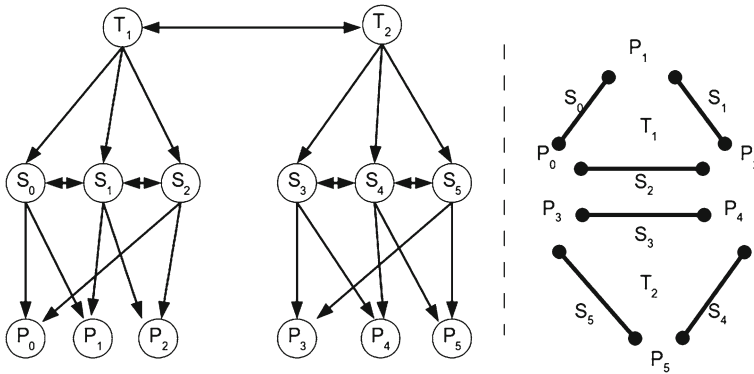 T₁ T₂
P₁
S₀ S₁
T₁
P₀ P₂
S₀ S₁ S₂ S₃ S₄ S₅
S₂
P₃ P₄
S₃
T₂
S₅ S₄
P₀ P₁ P₂ P₃ P₄ P₅
P₅